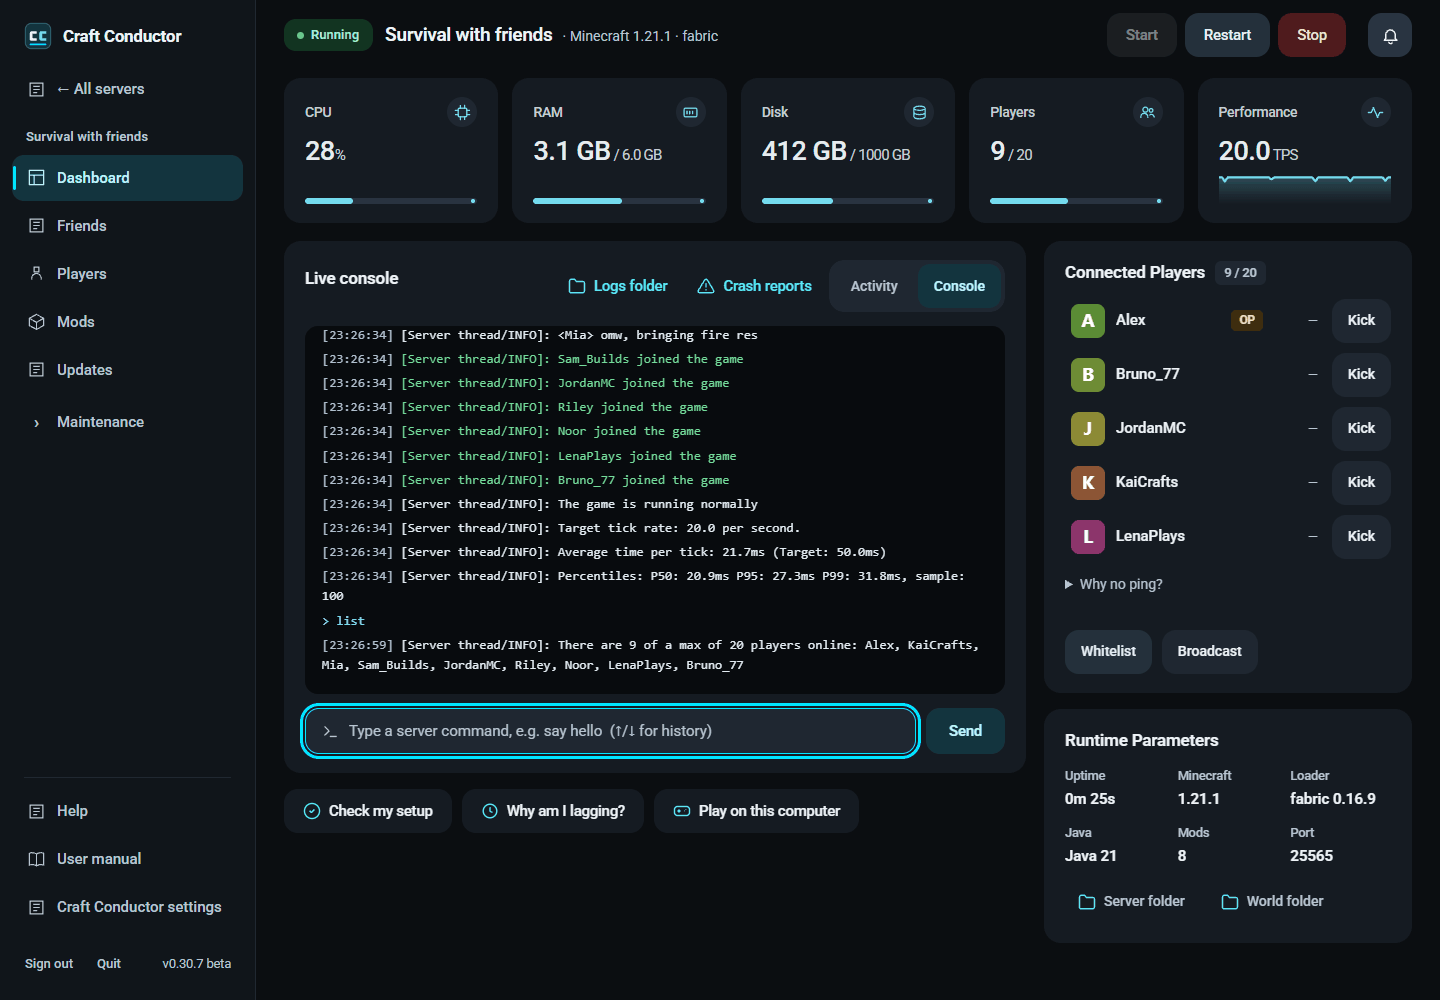 Craft Conductor
← All servers
Survival with friends
Dashboard
Friends
Players
Mods
Updates
› Maintenance
Help
User manual
Craft Conductor settings
Sign out Quit v0.30.7 beta
Running Survival with friends · Minecraft 1.21.1 · fabric
Start Restart Stop
CPU
28%
RAM
3.1 GB / 6.0 GB
Disk
412 GB / 1000 GB
Players
9 / 20
Performance
20.0 TPS
Live console
Logs folder Crash reports Activity Console
[23:26:34] [Server thread/INFO]: <Mia> omw, bringing fire res
[23:26:34] [Server thread/INFO]: Sam_Builds joined the game
[23:26:34] [Server thread/INFO]: JordanMC joined the game
[23:26:34] [Server thread/INFO]: Riley joined the game
[23:26:34] [Server thread/INFO]: Noor joined the game
[23:26:34] [Server thread/INFO]: LenaPlays joined the game
[23:26:34] [Server thread/INFO]: Bruno_77 joined the game
[23:26:34] [Server thread/INFO]: The game is running normally
[23:26:34] [Server thread/INFO]: Target tick rate: 20.0 per second.
[23:26:34] [Server thread/INFO]: Average time per tick: 21.7ms (Target: 50.0ms)
[23:26:34] [Server thread/INFO]: Percentiles: P50: 20.9ms P95: 27.3ms P99: 31.8ms, sample:
100
> list
[23:26:59] [Server thread/INFO]: There are 9 of a max of 20 players online: Alex, KaiCrafts,
Mia, Sam_Builds, JordanMC, Riley, Noor, LenaPlays, Bruno_77
Type a server command, e.g. say hello (↑/↓ for history)
Send
Check my setup Why am I lagging? Play on this computer
Connected Players 9 / 20
A Alex OP – Kick
B Bruno_77 – Kick
J JordanMC – Kick
K KaiCrafts – Kick
L LenaPlays – Kick
Why no ping?
Whitelist Broadcast
Runtime Parameters
Uptime Minecraft Loader
0m 25s 1.21.1 fabric 0.16.9
Java Mods Port
Java 21 8 25565
Server folder World folder